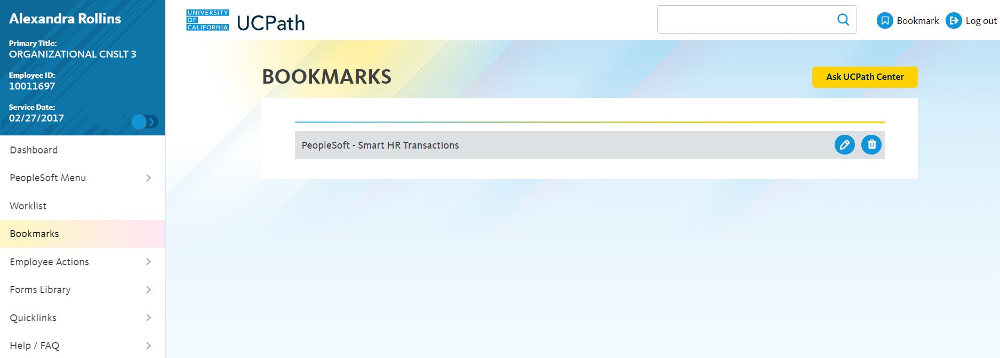 Alexandra Rollins
Primary Title:
ORGANIZATIONAL CNSLT 3
Employee ID:
10011697
Service Date:
02/27/2017
Dashboard
PeopleSoft Menu
Worklist
Bookmarks
Employee Actions
Forms Library
Quicklinks
Help / FAQ
UNIVERSITY
OF
CALIFORNIA
UCPath
Bookmark
Log out
BOOKMARKS
Ask UCPath Center
PeopleSoft - Smart HR Transactions